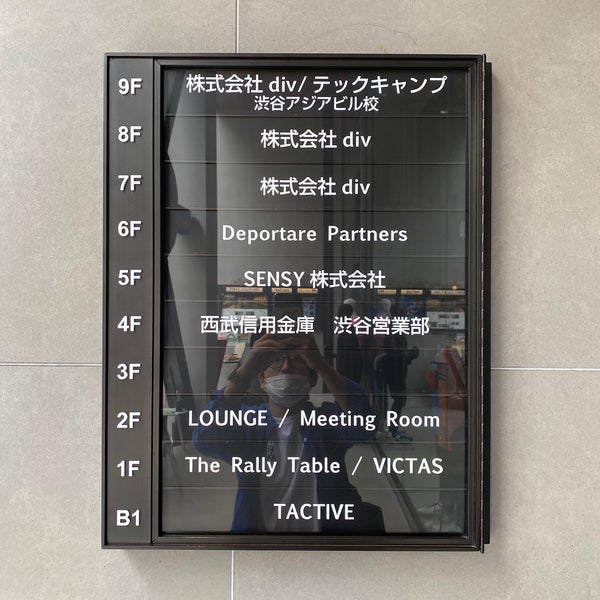 9F 株式会社 div/ テックキャンプ
渋谷アジアビル校
8F 株式会社 div
7F 株式会社 div
6F Deportare Partners
5F SENSY 株式会社
4F 西武信用金庫　渋谷営業部
3F
2F LOUNGE / Meeting Room
1F The Rally Table / VICTAS
B1 TACTIVE